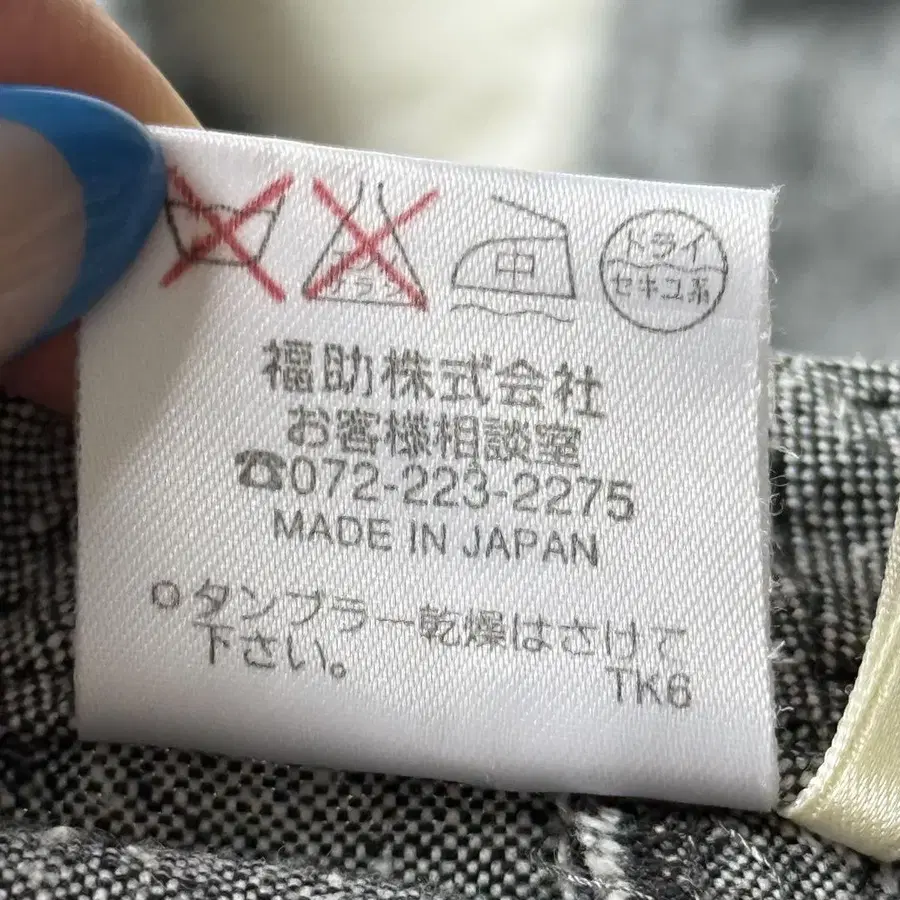 中
ドライ
セキユ系
福助株式会社
お客様相談室
☎072-223-2275
MADE IN JAPAN
○タンブラー乾燥はさけて
下さい。
TK6